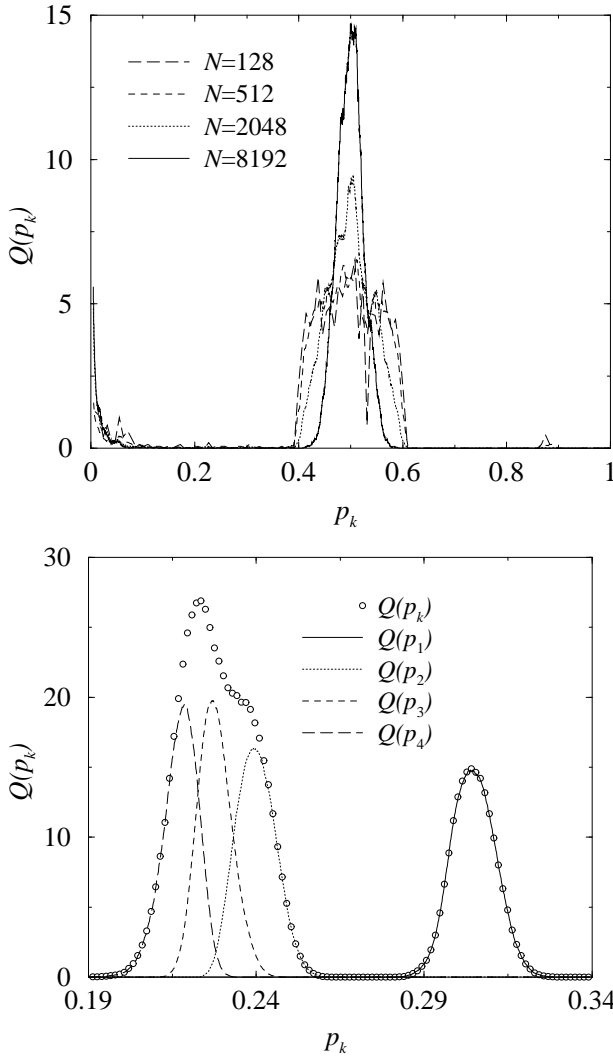 15
N=128
N=512
N=2048
N=8192
10
Q(p_k)
5
0
0
0.2
0.4
0.6
0.8
1
p_k
30
Q(p_k)
Q(p_1)
Q(p_2)
Q(p_3)
Q(p_4)
20
Q(p_k)
10
0
0.19
0.24
0.29
0.34
p_k